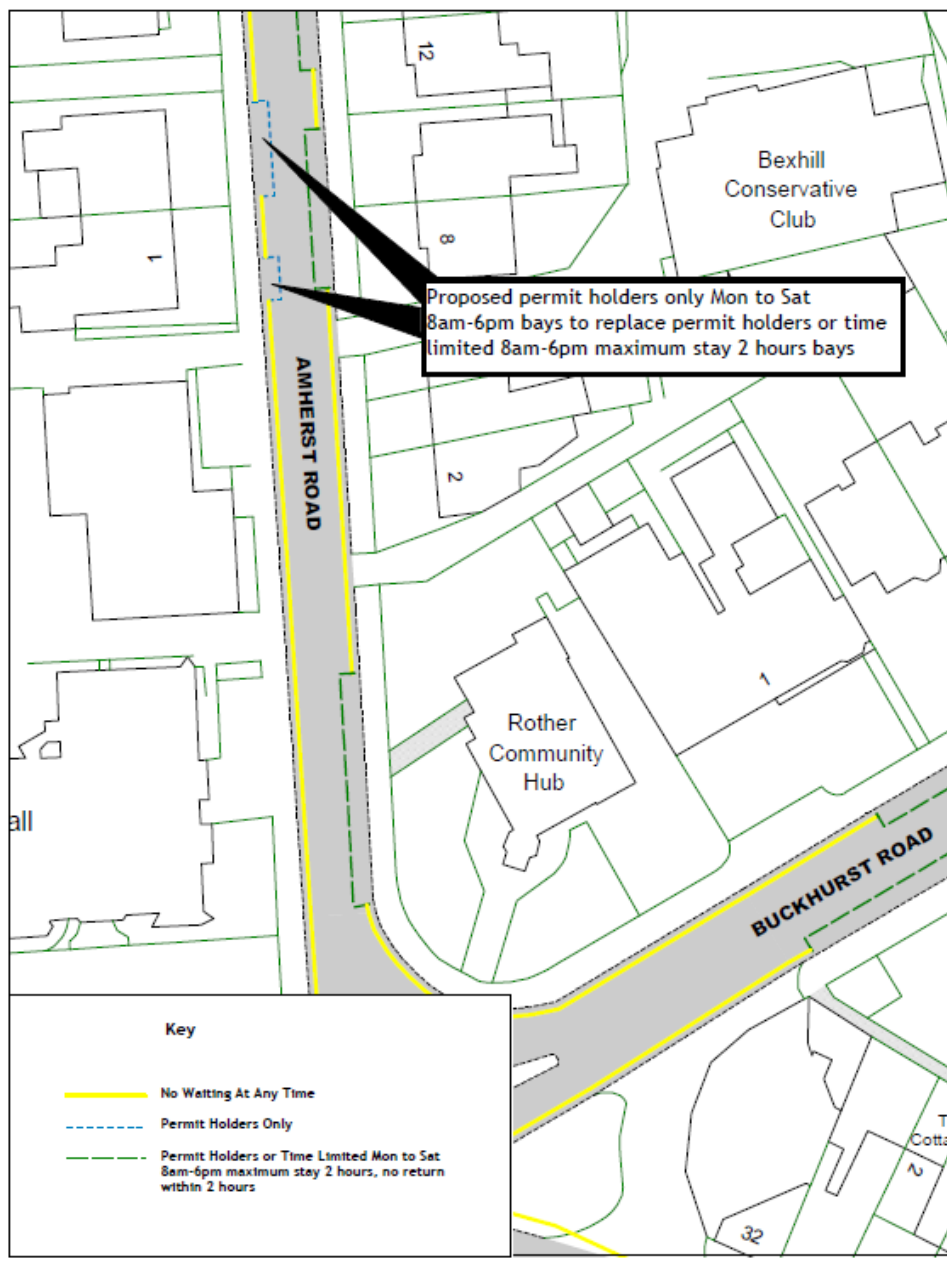 12
Bexhill
Conservative
Club
8
1
Proposed permit holders only Mon to Sat
8am-6pm bays to replace permit holders or time
limited 8am-6pm maximum stay 2 hours bays
AMHERST ROAD
2
1
Rother
Community
Hub
all
BUCKHURST ROAD
Key
No Waiting At Any Time
Permit Holders Only
Permit Holders or Time Limited Mon to Sat
8am-6pm maximum stay 2 hours, no return
within 2 hours
T
Cotta
2
32